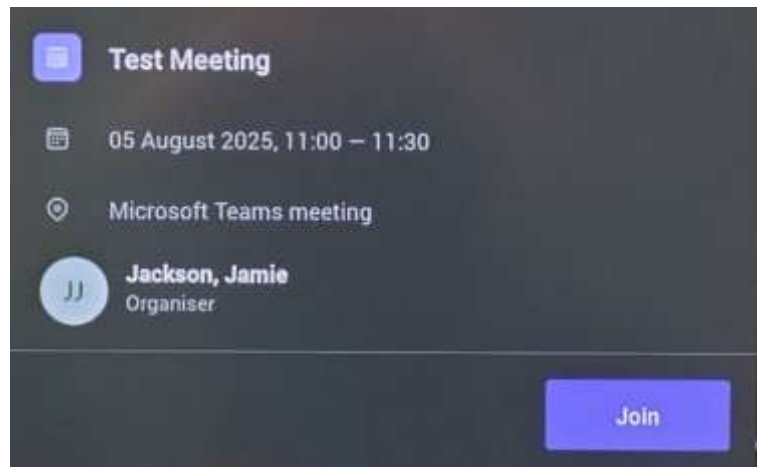 Test Meeting
05 August 2025, 11:00 — 11:30
Microsoft Teams meeting
JJ
Jackson, Jamie
Organiser
Join